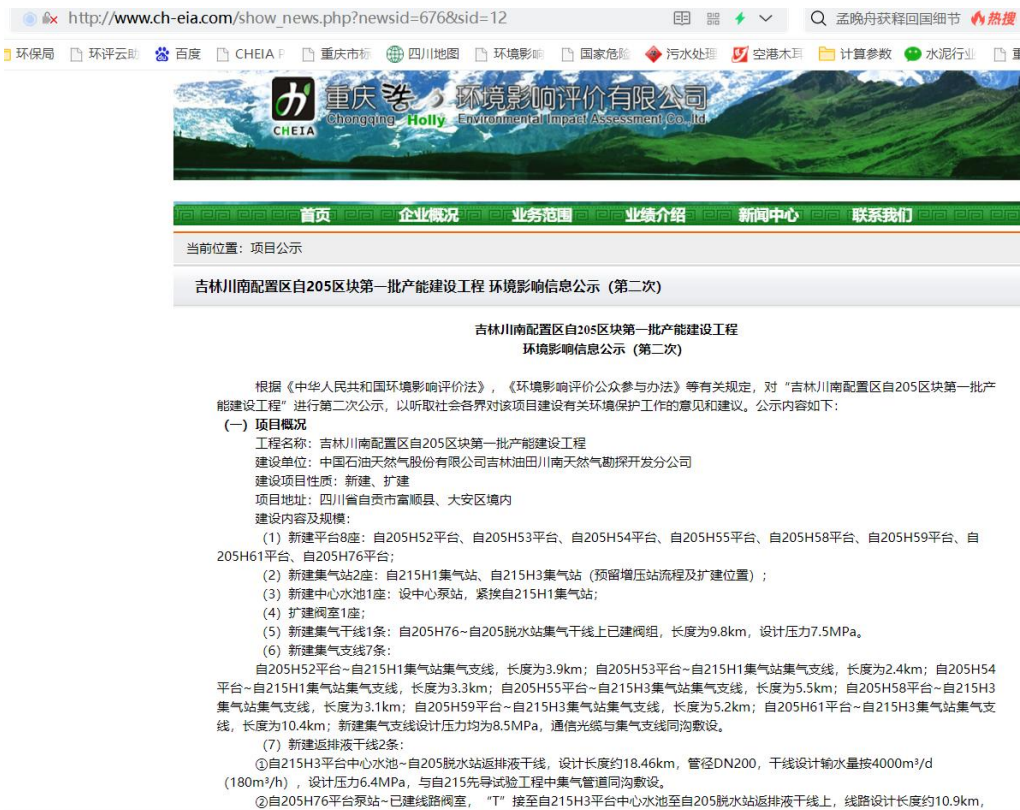 http://www.ch-eia.com/show_news.php?newsid=676&sid=12
孟晚舟获释回国细节 热搜
环保局 环评云助 百度 CHEIA F 重庆市标 四川地图 环境影响 国家危险 污水处理 空港木耳 计算参数 水泥行业
重庆浩力环境影响评价有限公司
CHEIA Chongqing Holly Environmental Impact Assessment Co.,ltd
首页 企业概况 业务范围 业绩介绍 新闻中心 联系我们
当前位置：项目公示
吉林川南配置区自205区块第一批产能建设工程 环境影响信息公示（第二次）
吉林川南配置区自205区块第一批产能建设工程
环境影响信息公示（第二次）
根据《中华人民共和国环境影响评价法》，《环境影响评价公众参与办法》等有关规定，对“吉林川南配置区自205区块第一批产
能建设工程”进行第二次公示，以听取社会各界对该项目建设有关环境保护工作的意见和建议。公示内容如下：
（一）项目概况
工程名称：吉林川南配置区自205区块第一批产能建设工程
建设单位：中国石油天然气股份有限公司吉林油田川南天然气勘探开发分公司
建设项目性质：新建、扩建
项目地址：四川省自贡市富顺县、大安区境内
建设内容及规模：
（1）新建平台8座：自205H52平台、自205H53平台、自205H54平台、自205H55平台、自205H58平台、自205H59平台、自
205H61平台、自205H76平台；
（2）新建集气站2座：自215H1集气站、自215H3集气站（预留增压站流程及扩建位置）；
（3）新建中心水池1座：设中心泵站，紧挨自215H1集气站；
（4）扩建阀室1座；
（5）新建集气干线1条：自205H76~自205脱水站集气干线上已建阀组，长度为9.8km，设计压力7.5MPa。
（6）新建集气支线7条：
自205H52平台~自215H1集气站集气支线，长度为3.9km；自205H53平台~自215H1集气站集气支线，长度为2.4km；自205H54
平台~自215H1集气站集气支线，长度为3.3km；自205H55平台~自215H3集气站集气支线，长度为5.5km；自205H58平台~自215H3
集气站集气支线，长度为3.1km；自205H59平台~自215H3集气站集气支线，长度为5.2km；自205H61平台~自215H3集气站集气支
线，长度为10.4km；新建集气支线设计压力均为8.5MPa，通信光缆与集气支线同沟敷设。
（7）新建返排液干线2条：
①自215H3平台中心水池~自205脱水站返排液干线，设计长度约18.46km，管径DN200，干线设计输水量按4000m³/d
（180m³/h），设计压力6.4MPa，与自215先导试验工程中集气管道同沟敷设。
②自205H76平台泵站~已建线路阀室，“T”接至自215H3平台中心水池至自205脱水站返排液干线上，线路设计长度约10.9km，